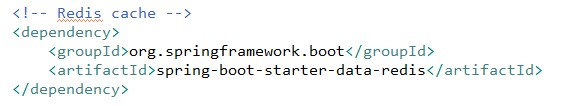 <!-- Redis cache -->
<dependency>
    <groupId>org.springframework.boot</groupId>
    <artifactId>spring-boot-starter-data-redis</artifactId>
</dependency>